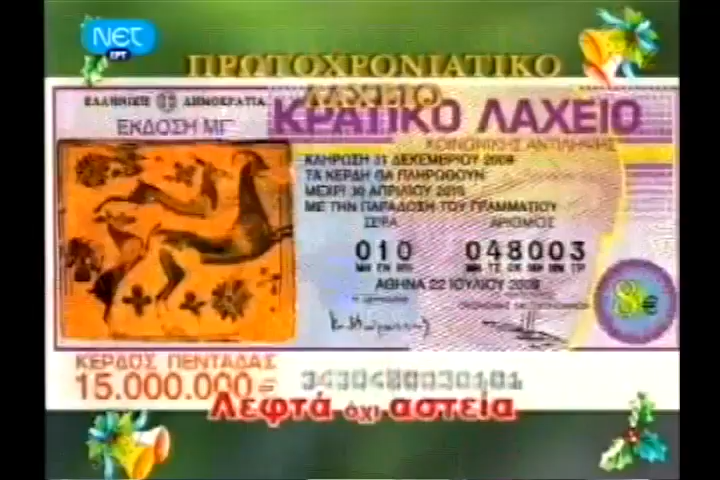 NET
ΕΡΤ
ΠΡΩΤΟΧΡΟΝΙΑΤΙΚΟ
ΛΑΧΕΙΟ
ΕΛΛΗΝΙΚΗ ΔΗΜΟΚΡΑΤΙΑ
ΕΚΔΟΣΗ ΜΓ'
ΚΡΑΤΙΚΟ ΛΑΧΕΙΟ
ΚΟΙΝΩΝΙΚΗΣ ΑΝΤΙΛΗΨΗΣ
ΚΛΗΡΩΣΗ 31 ΔΕΚΕΜΒΡΙΟΥ 2009
ΤΑ ΚΕΡΔΗ ΘΑ ΠΛΗΡΩΘΟΥΝ
ΜΕΧΡΙ 30 ΑΠΡΙΛΙΟΥ 2010
ΜΕ ΤΗΝ ΠΑΡΑΔΟΣΗ ΤΟΥ ΓΡΑΜΜΑΤΙΟΥ
ΣΕΙΡΑ ΑΡΙΘΜΟΣ
010 048003
ΑΘΗΝΑ 22 ΙΟΥΛΙΟΥ 2009
8€
ΚΕΡΔΟΣ ΠΕΝΤΑΔΑΣ
15.000.000€
Λεφτά όχι αστεία